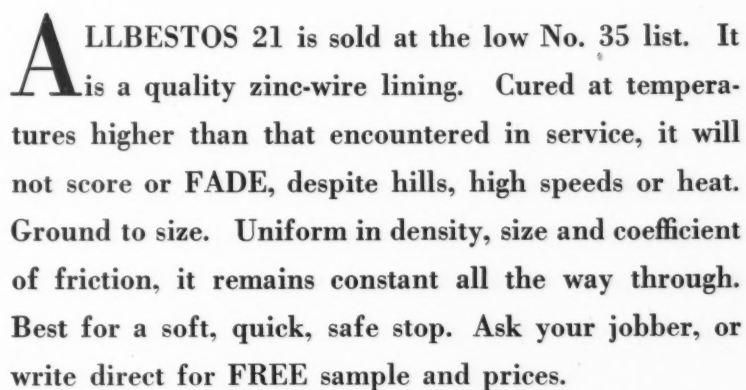 ALLBESTOS 21 is sold at the low No. 35 list. It
is a quality zinc-wire lining. Cured at tempera-
tures higher than that encountered in service, it will
not score or FADE, despite hills, high speeds or heat.
Ground to size. Uniform in density, size and coefficient
of friction, it remains constant all the way through.
Best for a soft, quick, safe stop. Ask your jobber, or
write direct for FREE sample and prices.